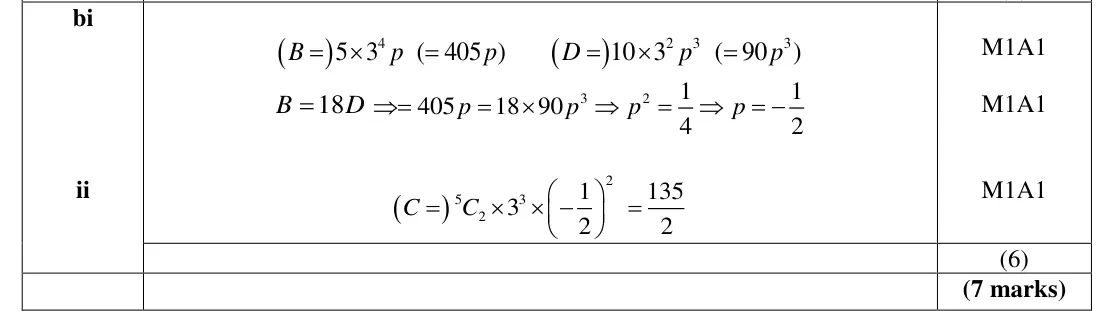 bi
(B =) 5 × 3⁴ p (= 405p) (D =) 10 × 3² p³ (= 90p³) M1A1
B = 18D ⇒= 405p = 18 × 90p³ ⇒ p² = 1/4 ⇒ p = −1/2 M1A1
ii (C =) ⁵C₂ × 3³ × (−1/2)² = 135/2 M1A1
(6)
(7 marks)